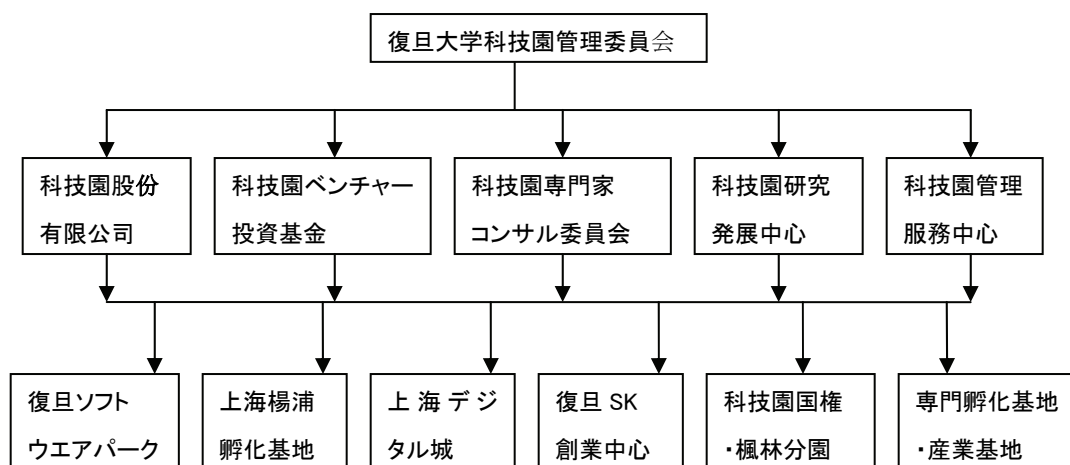 復旦大学科技園管理委員会
科技園股份
有限公司
科技園ベンチャー
投資基金
科技園専門家
コンサル委員会
科技園研究
発展中心
科技園管理
服務中心
復旦ソフト
ウエアパーク
上海楊浦
孵化基地
上海デジ
タル城
復旦 SK
創業中心
科技園国権
・楓林分園
専門孵化基地
・産業基地